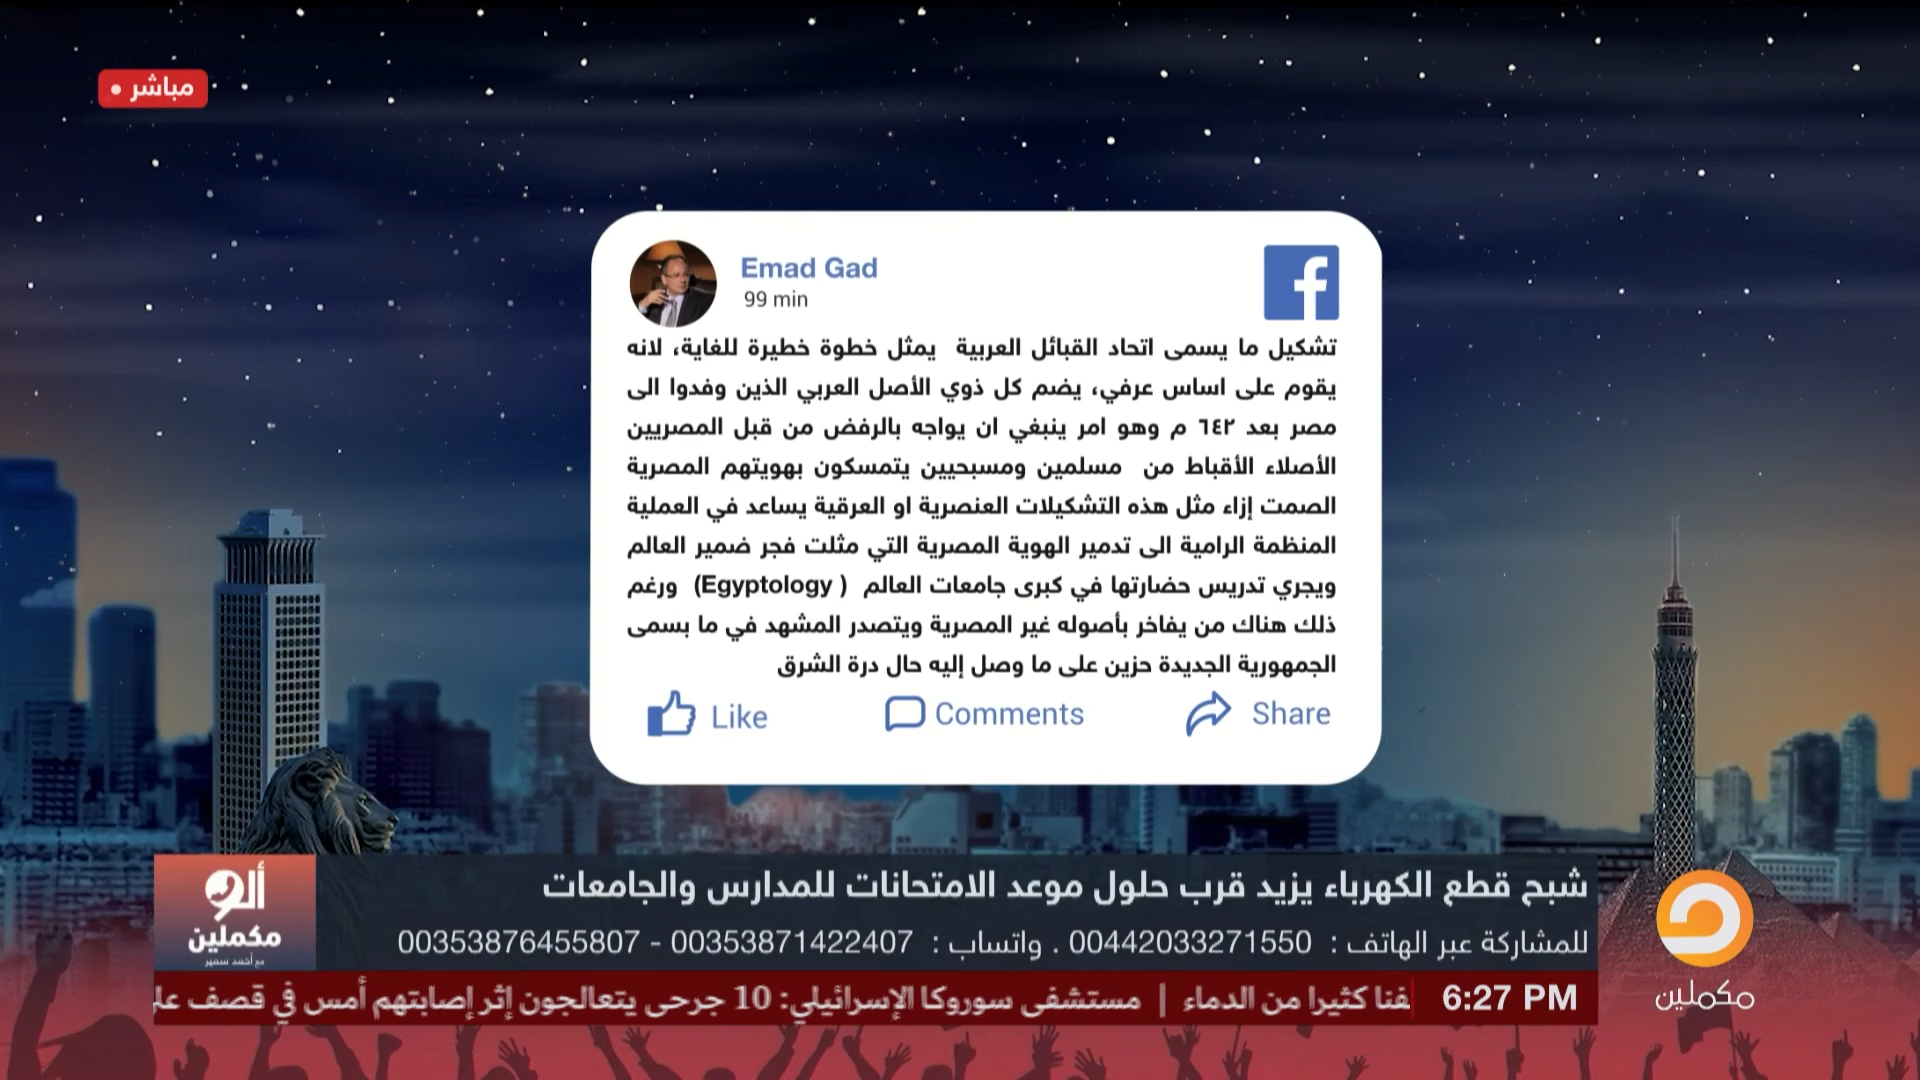 مباشر
Emad Gad
99 min
تشكيل ما يسمى اتحاد القبائل العربية يمثل خطوة خطيرة للغاية، لانه
يقوم على اساس عرفي، يضم كل ذوي الأصل العربي الذين وفدوا الى
مصر بعد ٦٤٢ م وهو امر ينبغي ان يواجه بالرفض من قبل المصريين
الأصلاء الأقباط من مسلمين ومسبحيين يتمسكون بهويتهم المصرية
الصمت إزاء مثل هذه التشكيلات العنصرية او العرقية يساعد في العملية
المنظمة الرامية الى تدمير الهوية المصرية التي مثلت فجر ضمير العالم
ويجري تدريس حضارتها في كبرى جامعات العالم ( Egyptology) ورغم
ذلك هناك من يفاخر بأصوله غير المصرية ويتصدر المشهد في ما بسمى
الجمهورية الجديدة حزين على ما وصل إليه حال درة الشرق
Like Comments Share
شبح قطع الكهرباء يزيد قرب حلول موعد الامتحانات للمدارس والجامعات
للمشاركة عبر الهاتف : 00442033271550 . واتساب : 00353871422407 - 00353876455807
ألو
مكملين
مع أحمد سمير
6:27 PM
فنا كثيرا من الدماء | مستشفى سوروكا الإسرائيلي: 10 جرحى يتعالجون إثر إصابتهم أمس في قصف عل
مكملين